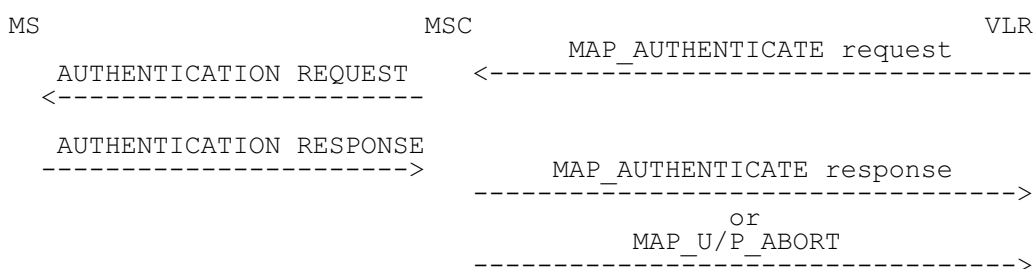 MS MSC VLR
MAP_AUTHENTICATE request
AUTHENTICATION REQUEST <----------------------------------
<------------------------
AUTHENTICATION RESPONSE
-----------------------> MAP_AUTHENTICATE response
---------------------------------->
or
MAP_U/P_ABORT
---------------------------------->